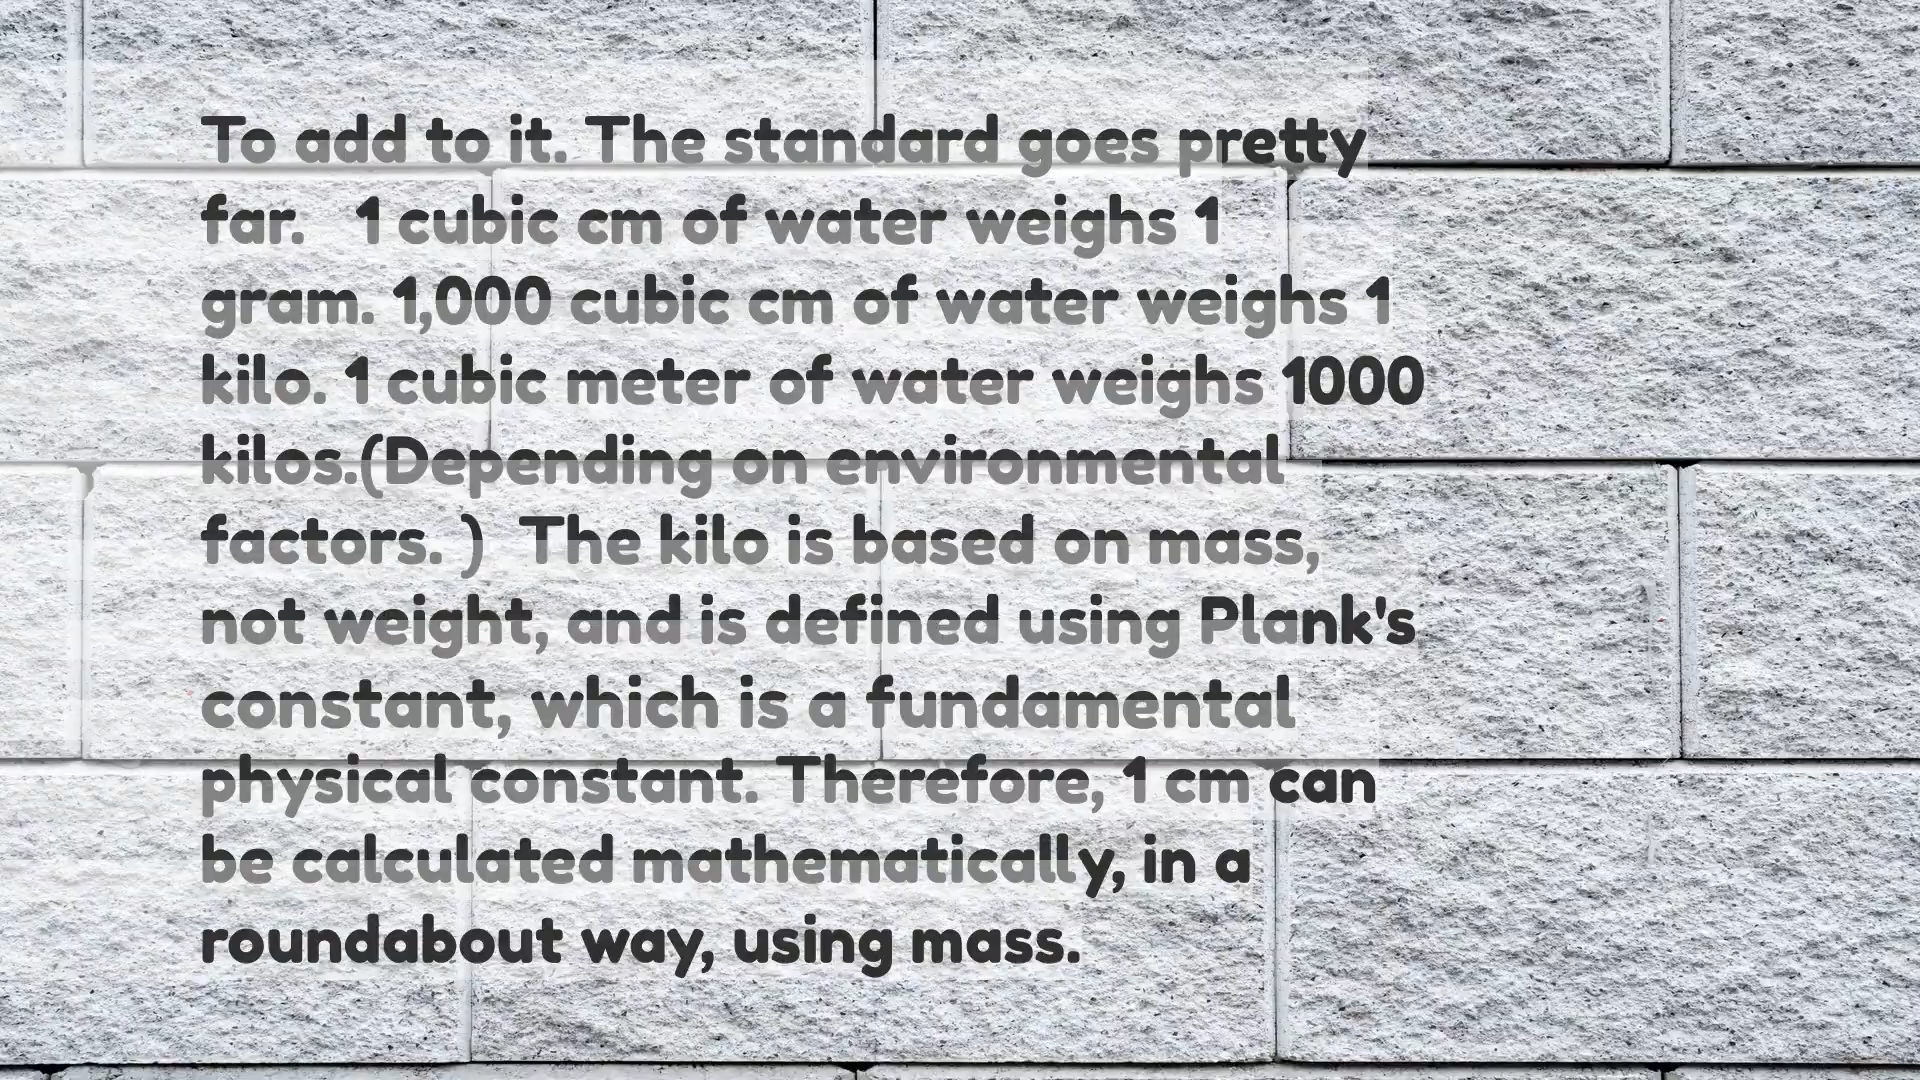 To add to it. The standard goes pretty
far.   1 cubic cm of water weighs 1
gram. 1,000 cubic cm of water weighs 1
kilo. 1 cubic meter of water weighs 1000
kilos.(Depending on environmental
factors. )  The kilo is based on mass,
not weight, and is defined using Plank's
constant, which is a fundamental
physical constant. Therefore, 1 cm can
be calculated mathematically, in a
roundabout way, using mass.